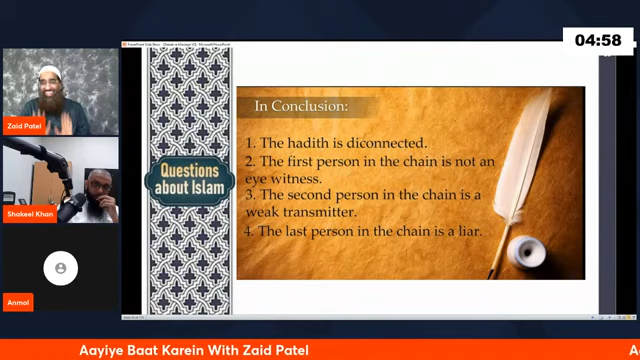 04:58
In Conclusion:
1. The hadith is diconnected.
2. The first person in the chain is not an
eye witness.
3. The second person in the chain is a
weak transmitter.
4. The last person in the chain is a liar.
Questions
about Islam
Zaid Patel
Shakeel Khan
Anmol
Aayiye Baat Karein With Zaid Patel